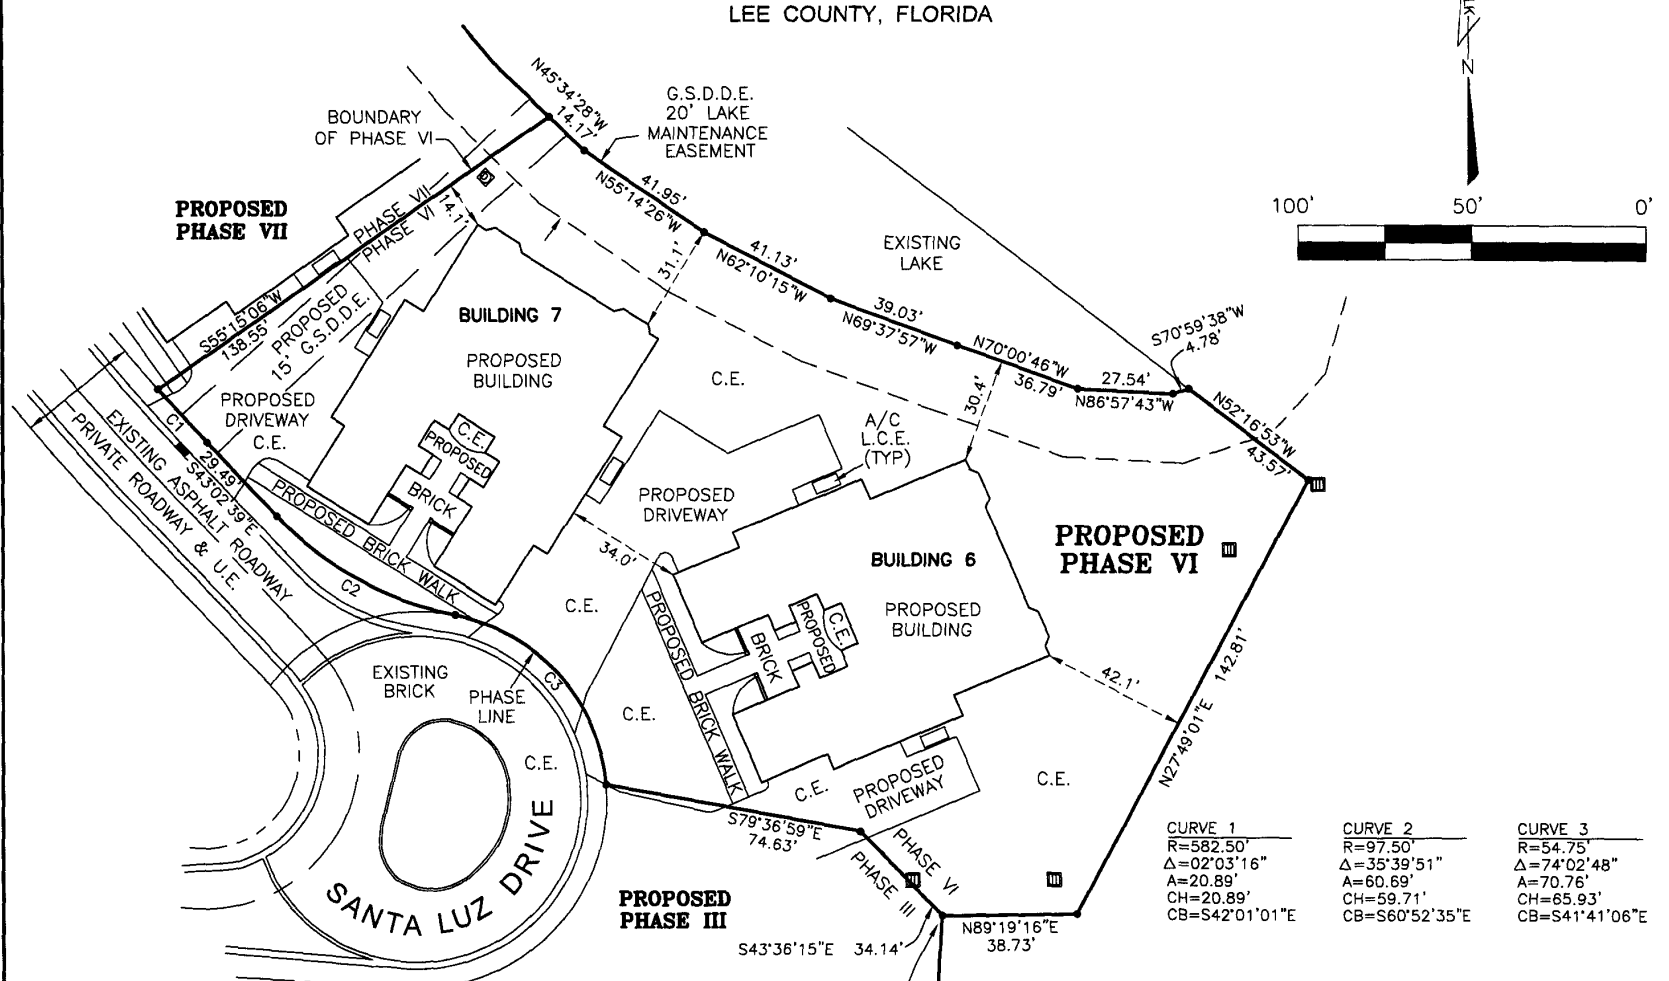 LEE COUNTY, FLORIDA
N
100' 50' 0'
N45°34'28"W
14.17'
G.S.D.D.E.
20' LAKE
MAINTENANCE
EASEMENT
BOUNDARY
OF PHASE VI
PROPOSED
PHASE VII
PHASE VII
PHASE VI
14.1'
D
41.95'
N55°14'26"W
31.1'
41.13'
N62°10'15"W
EXISTING
LAKE
39.03'
N69°37'57"W
N70°00'46"W
36.79'
30.4'
27.54'
N86°57'43"W
S70°59'38"W
4.78'
N52°16'53"W
43.57'
S55°15'06"W
138.55'
PROPOSED
15' G.S.D.D.E.
BUILDING 7
PROPOSED
BUILDING
C.E.
PROPOSED
DRIVEWAY
C.E.
C1
29.49'
S43°02'39"E
EXISTING ASPHALT ROADWAY
PRIVATE ROADWAY
& U.E.
C.E.
PROPOSED
BRICK
PROPOSED BRICK WALK
A/C
L.C.E.
(TYP)
PROPOSED
DRIVEWAY
34.0'
BUILDING 6
PROPOSED
BUILDING
PROPOSED
PHASE VI
C2
C.E.
PROPOSED BRICK WALK
BRICK
PROPOSED
C.E.
42.1'
N27°49'01"E 142.81'
EXISTING
BRICK
PHASE
LINE
C3
C.E.
C.E.
C.E.
PROPOSED
DRIVEWAY
C.E.
SANTA LUZ DRIVE
S79°36'59"E
74.63'
PHASE VI
PHASE III
PROPOSED
PHASE III
S43°36'15"E 34.14'
N89°19'16"E
38.73'
CURVE 1
R=582.50'
Δ=02°03'16"
A=20.89'
CH=20.89'
CB=S42°01'01"E
CURVE 2
R=97.50'
Δ=35°39'51"
A=60.69'
CH=59.71'
CB=S60°52'35"E
CURVE 3
R=54.75'
Δ=74°02'48"
A=70.76'
CH=65.93'
CB=S41°41'06"E